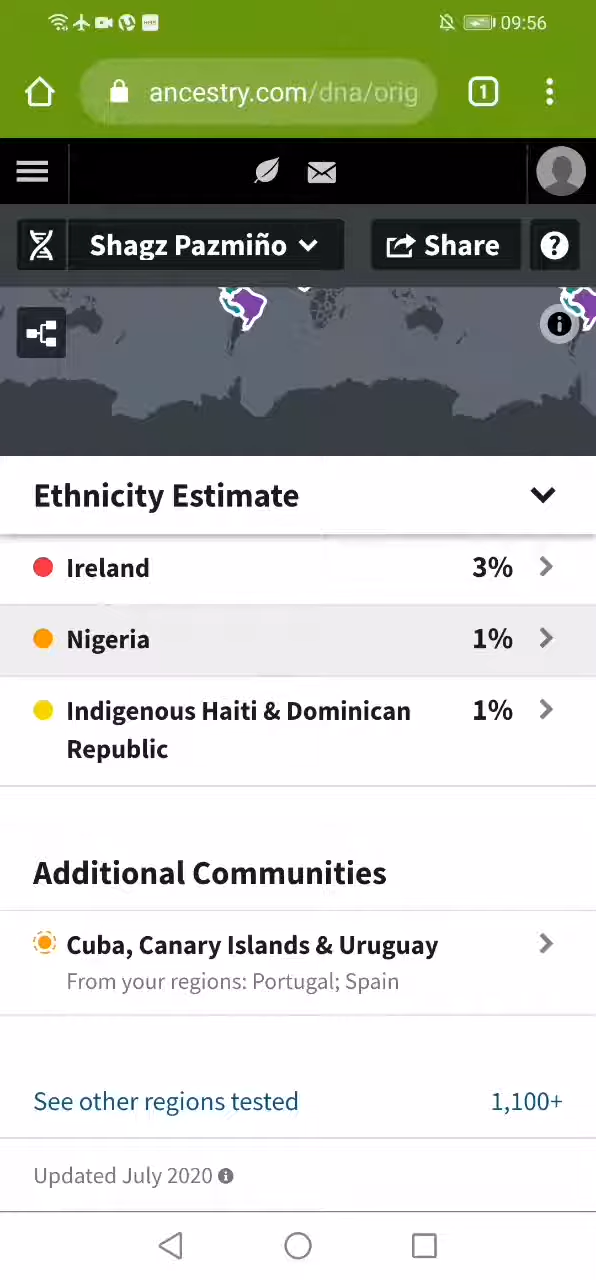 09:56
ancestry.com/dna/orig
1
Shagz Pazmiño
Share
?
i
Ethnicity Estimate
Ireland 3%
Nigeria 1%
Indigenous Haiti & Dominican 1%
Republic
Additional Communities
Cuba, Canary Islands & Uruguay
From your regions: Portugal; Spain
See other regions tested 1,100+
Updated July 2020 i